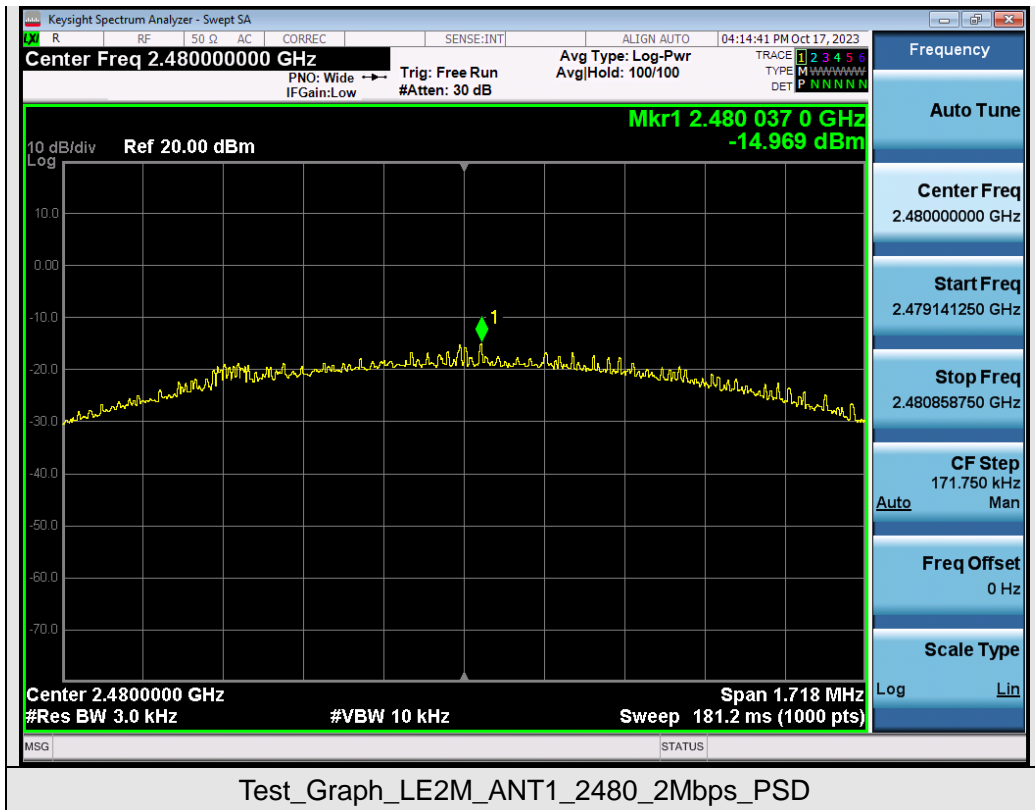 Keysight Spectrum Analyzer - Swept SA
LXI R RF 50 Ω AC CORREC SENSE:INT ALIGN AUTO 04:14:41 PM Oct 17, 2023
Center Freq 2.480000000 GHz
PNO: Wide
IFGain:Low
Trig: Free Run
#Atten: 30 dB
Avg Type: Log-Pwr
Avg|Hold: 100/100
TRACE 1 2 3 4 5 6
TYPE M WWWWW
DET P N N N N N
Mkr1 2.480 037 0 GHz
-14.969 dBm
10 dB/div Ref 20.00 dBm
Log
10.0
0.00
-10.0
1
-20.0
-30.0
-40.0
-50.0
-60.0
-70.0
Center 2.4800000 GHz Span 1.718 MHz
#Res BW 3.0 kHz #VBW 10 kHz Sweep 181.2 ms (1000 pts)
MSG STATUS
Frequency
Auto Tune
Center Freq
2.480000000 GHz
Start Freq
2.479141250 GHz
Stop Freq
2.480858750 GHz
CF Step
171.750 kHz
Auto Man
Freq Offset
0 Hz
Scale Type
Log Lin
Test_Graph_LE2M_ANT1_2480_2Mbps_PSD